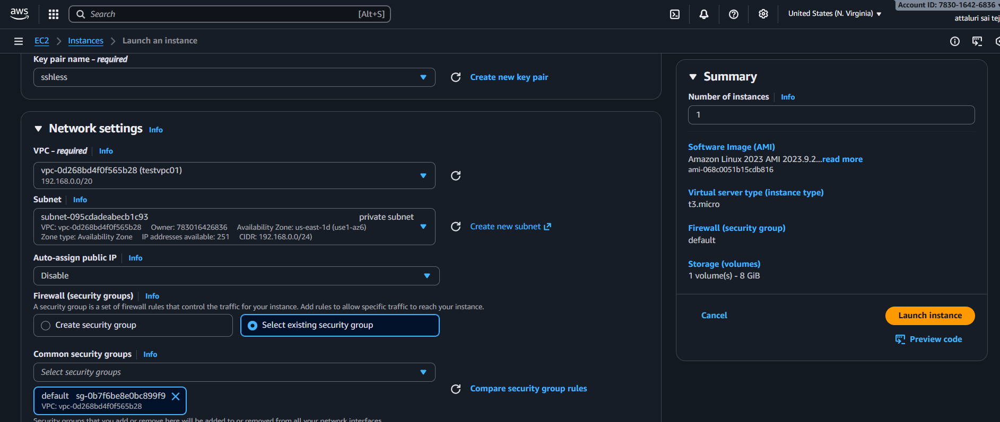 aws
Search
[Alt+S]
United States (N. Virginia)
Account ID: 7830-1642-6836
attaluri sai tej
EC2
Instances
Launch an instance
Key pair name - required
sshless
Create new key pair
Network settings Info
VPC - required Info
vpc-0d268bd4f0f565b28 (testvpc01)
192.168.0.0/20
Subnet Info
subnet-095cdadeabecb1c93 private subnet
VPC: vpc-0d268bd4f0f565b28 Owner: 783016426836 Availability Zone: us-east-1d (use1-az6)
Zone type: Availability Zone IP addresses available: 251 CIDR: 192.168.0.0/24)
Create new subnet
Auto-assign public IP Info
Disable
Firewall (security groups) Info
A security group is a set of firewall rules that control the traffic for your instance. Add rules to allow specific traffic to reach your instance.
Create security group
Select existing security group
Common security groups Info
Select security groups
default sg-0b7f6be8e0bc899f9
VPC: vpc-0d268bd4f0f565b28
Compare security group rules
Security groups that you add or remove here will be added to or removed from all your network interfaces.
Summary
Number of instances Info
1
Software Image (AMI)
Amazon Linux 2023 AMI 2023.9.2...read more
ami-068c0051b15cdb816
Virtual server type (instance type)
t3.micro
Firewall (security group)
default
Storage (volumes)
1 volume(s) - 8 GiB
Cancel
Launch instance
Preview code